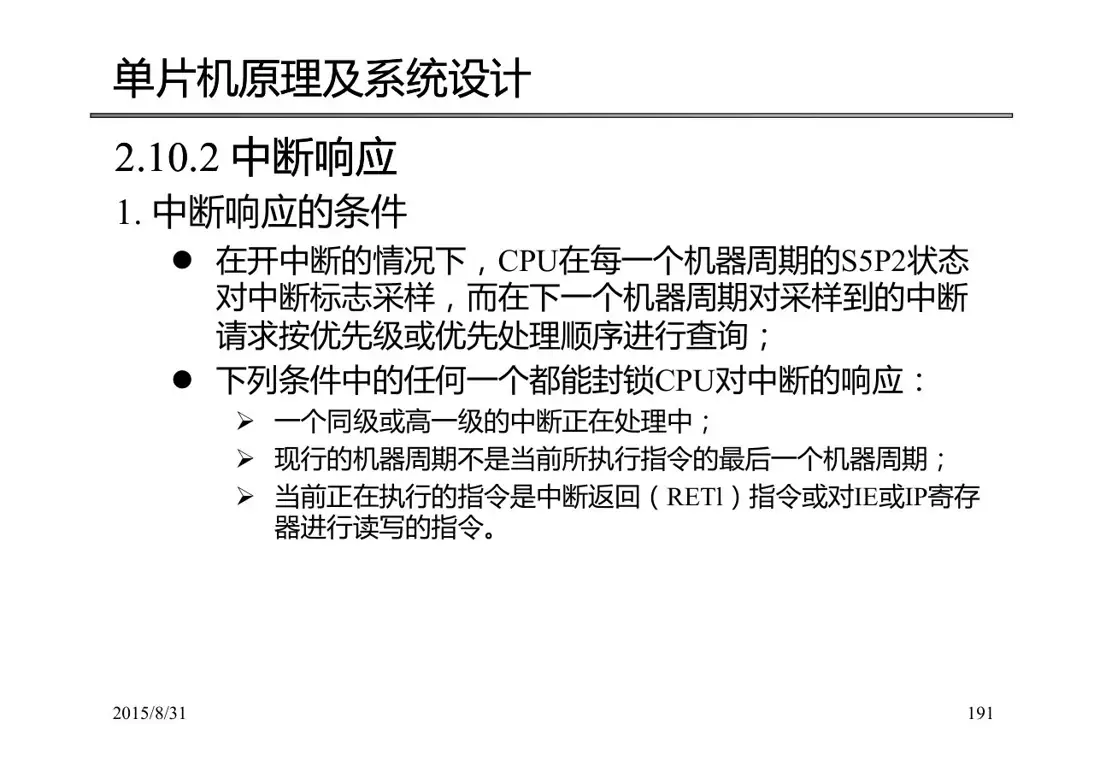 单片机原理及系统设计
2.10.2 中断响应
1. 中断响应的条件
● 在开中断的情况下，CPU在每一个机器周期的S5P2状态
对中断标志采样，而在下一个机器周期对采样到的中断
请求按优先级或优先处理顺序进行查询；
● 下列条件中的任何一个都能封锁CPU对中断的响应：
➢ 一个同级或高一级的中断正在处理中；
➢ 现行的机器周期不是当前所执行指令的最后一个机器周期；
➢ 当前正在执行的指令是中断返回（RETl）指令或对IE或IP寄存
器进行读写的指令。
2015/8/31
191